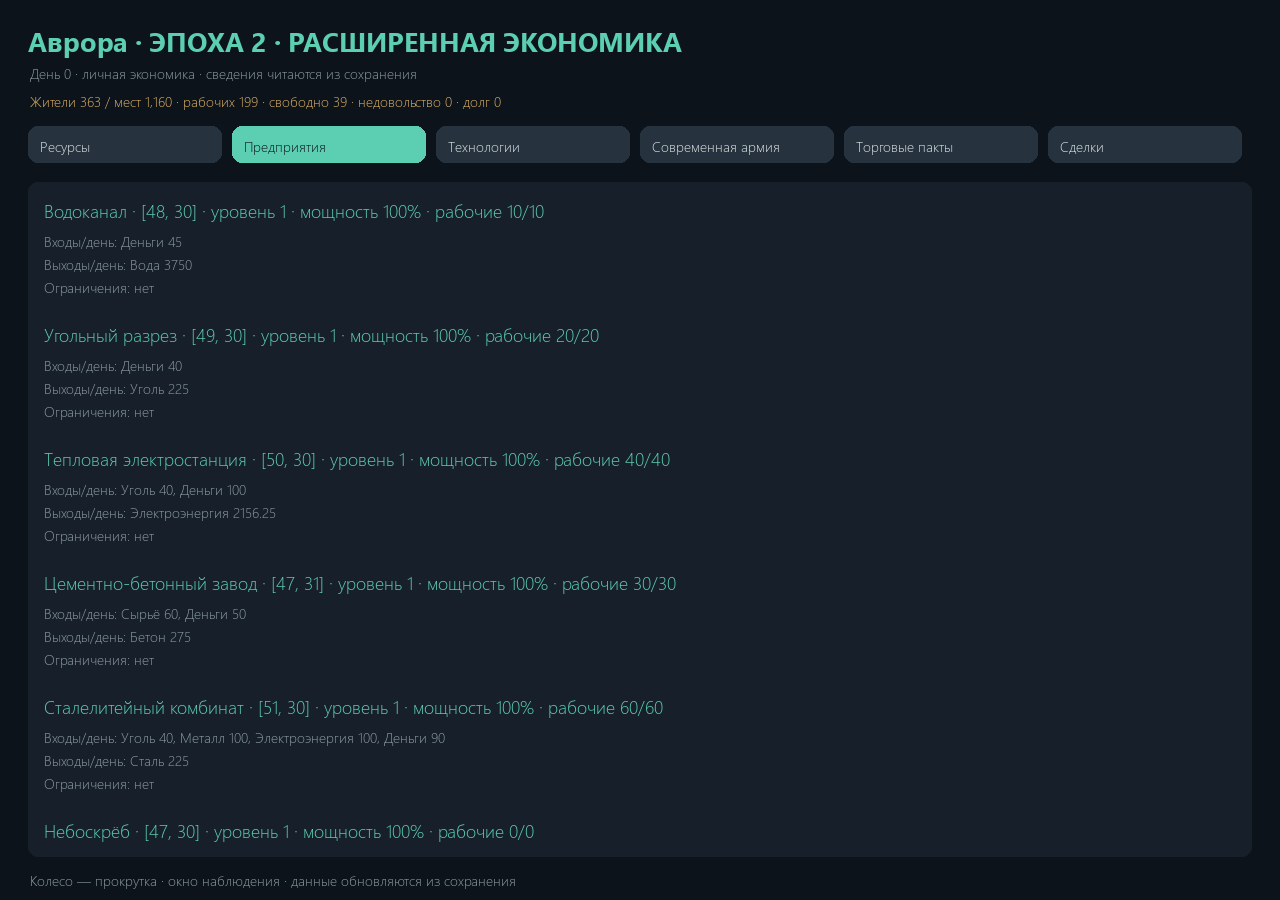 Аврора · ЭПОХА 2 · РАСШИРЕННАЯ ЭКОНОМИКА
День 0 · личная экономика · сведения читаются из сохранения
Жители 363 / мест 1,160 · рабочих 199 · свободно 39 · недовольство 0 · долг 0
Ресурсы
Предприятия
Технологии
Современная армия
Торговые пакты
Сделки
Водоканал · [48, 30] · уровень 1 · мощность 100% · рабочие 10/10
Входы/день: Деньги 45
Выходы/день: Вода 3750
Ограничения: нет
Угольный разрез · [49, 30] · уровень 1 · мощность 100% · рабочие 20/20
Входы/день: Деньги 40
Выходы/день: Уголь 225
Ограничения: нет
Тепловая электростанция · [50, 30] · уровень 1 · мощность 100% · рабочие 40/40
Входы/день: Уголь 40, Деньги 100
Выходы/день: Электроэнергия 2156.25
Ограничения: нет
Цементно-бетонный завод · [47, 31] · уровень 1 · мощность 100% · рабочие 30/30
Входы/день: Сырьё 60, Деньги 50
Выходы/день: Бетон 275
Ограничения: нет
Сталелитейный комбинат · [51, 30] · уровень 1 · мощность 100% · рабочие 60/60
Входы/день: Уголь 40, Металл 100, Электроэнергия 100, Деньги 90
Выходы/день: Сталь 225
Ограничения: нет
Небоскрёб · [47, 30] · уровень 1 · мощность 100% · рабочие 0/0
Колесо — прокрутка · окно наблюдения · данные обновляются из сохранения